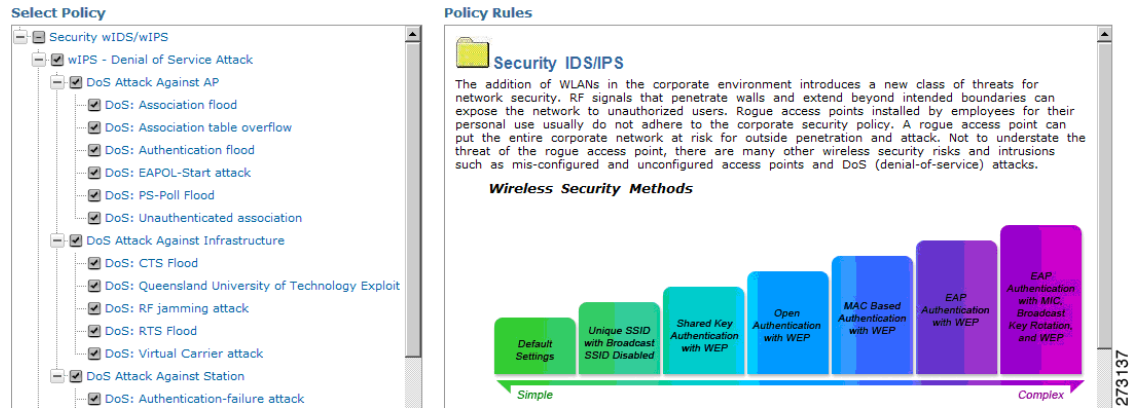 Select Policy
Security wIDS/wIPS
wIPS - Denial of Service Attack
DoS Attack Against AP
DoS: Association flood
DoS: Association table overflow
DoS: Authentication flood
DoS: EAPOL-Start attack
DoS: PS-Poll Flood
DoS: Unauthenticated association
DoS Attack Against Infrastructure
DoS: CTS Flood
DoS: Queensland University of Technology Exploit
DoS: RF jamming attack
DoS: RTS Flood
DoS: Virtual Carrier attack
DoS Attack Against Station
DoS: Authentication-failure attack
Policy Rules
Security IDS/IPS
The addition of WLANs in the corporate environment introduces a new class of threats for
network security. RF signals that penetrate walls and extend beyond intended boundaries can
expose the network to unauthorized users. Rogue access points installed by employees for their
personal use usually do not adhere to the corporate security policy. A rogue access point can
put the entire corporate network at risk for outside penetration and attack. Not to understate the
threat of the rogue access point, there are many other wireless security risks and intrusions
such as mis-configured and unconfigured access points and DoS (denial-of-service) attacks.
Wireless Security Methods
Default
Settings
Unique SSID
with Broadcast
SSID Disabled
Shared Key
Authentication
with WEP
Open
Authentication
with WEP
MAC Based
Authentication
with WEP
EAP
Authentication
with WEP
EAP
Authentication
with MIC,
Broadcast
Key Rotation,
and WEP
Simple
Complex
273137